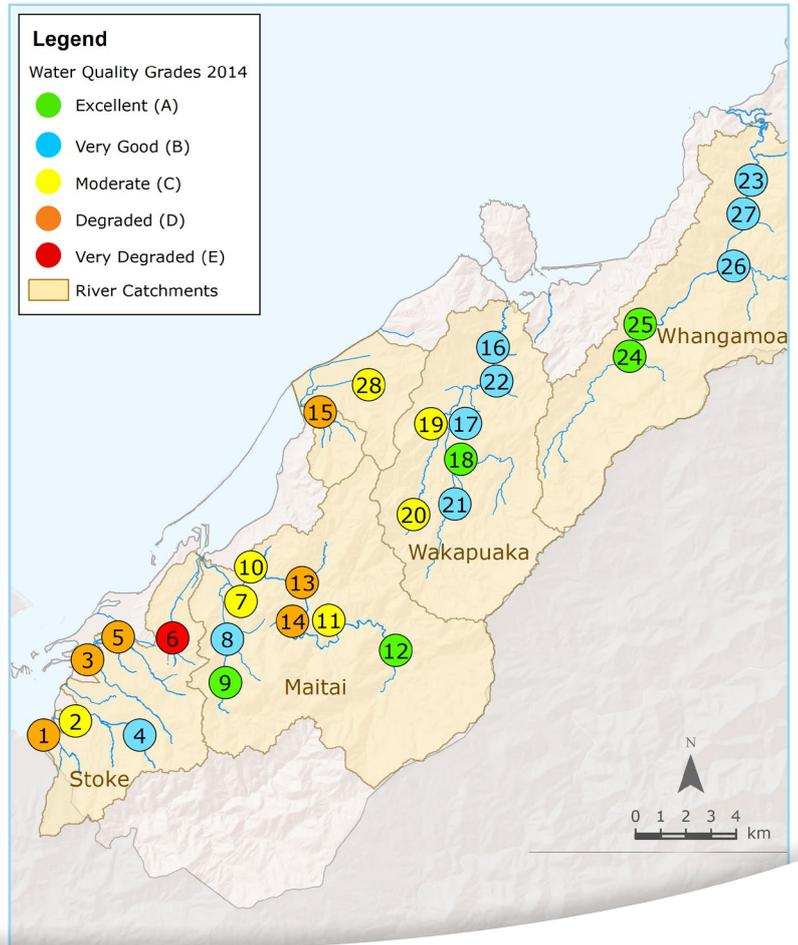 Legend
Water Quality Grades 2014
Excellent (A)
Very Good (B)
Moderate (C)
Degraded (D)
Very Degraded (E)
River Catchments
23
27
26
25
Whangamoa
24
16
22
28
15
19
17
18
21
20
Wakapuaka
10
13
7
14
11
8
12
5
6
3
9
Maitai
2
1
4
Stoke
N
0 1 2 3 4
km